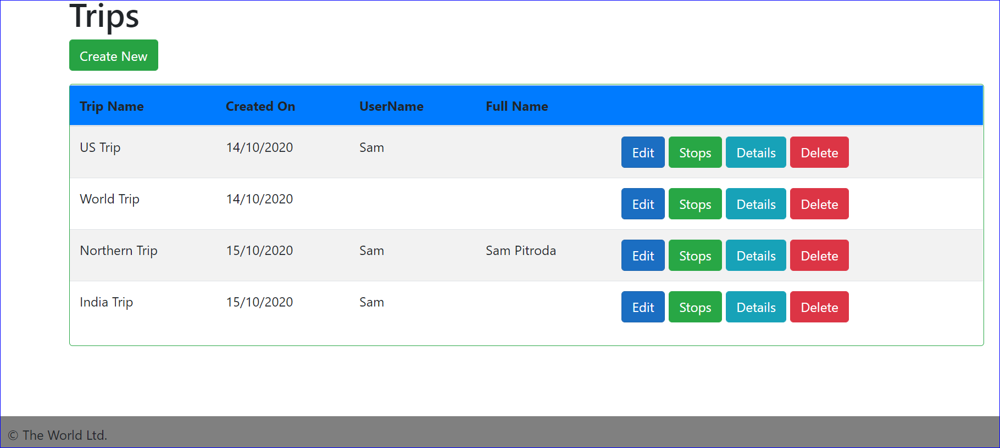 Trips
Create New
Trip Name Created On UserName Full Name
US Trip 14/10/2020 Sam Edit Stops Details Delete
World Trip 14/10/2020 Edit Stops Details Delete
Northern Trip 15/10/2020 Sam Sam Pitroda Edit Stops Details Delete
India Trip 15/10/2020 Sam Edit Stops Details Delete
© The World Ltd.